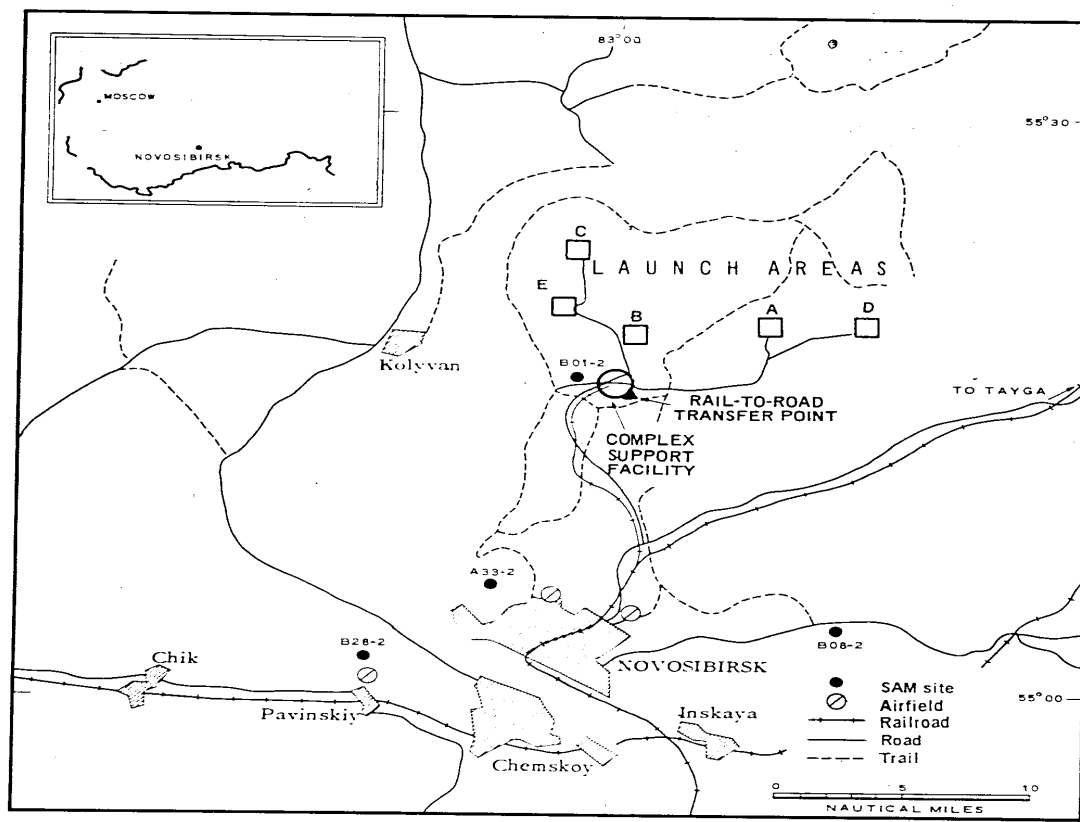 83°00
MOSCOW
NOVOSIBIRSK
55°30
C
LAUNCH AREAS
E
B
A
D
B01-2
Kolyvan
TO TAYGA
RAIL-TO-ROAD
TRANSFER POINT
COMPLEX
SUPPORT
FACILITY
A33-2
B28-2
B08-2
Chik
NOVOSIBIRSK
Pavinskiy
Inskaya
Chemskoy
55°00
SAM site
Airfield
Railroad
Road
Trail
0 5 10
NAUTICAL MILES